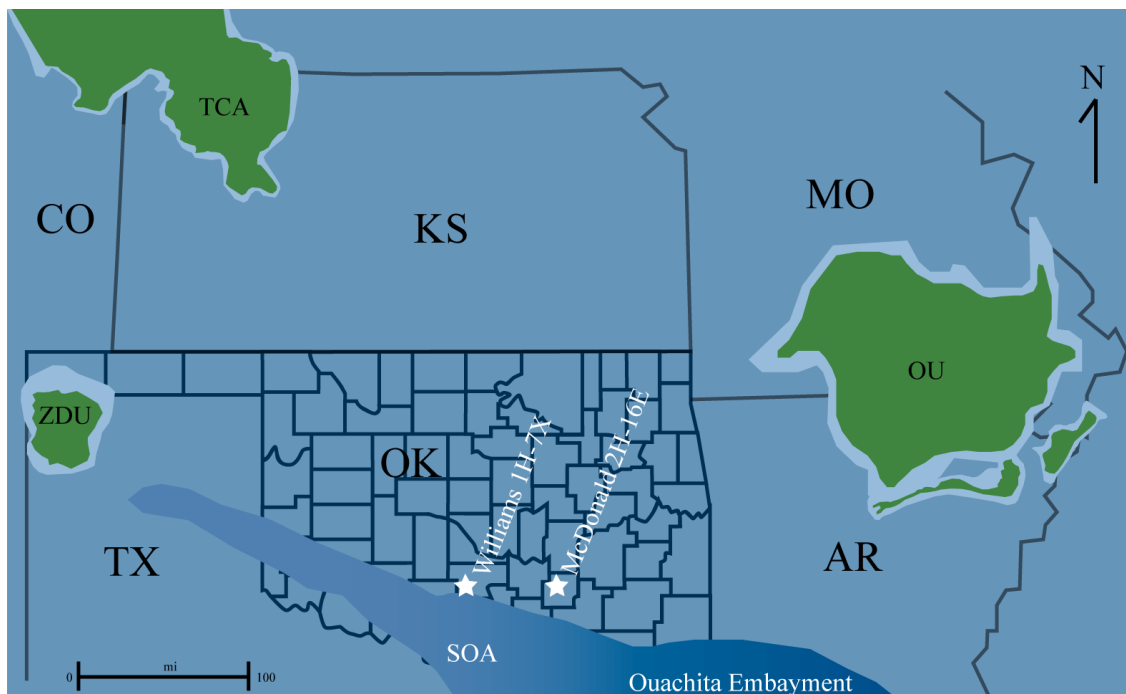 TCA
N
CO
KS
MO
ZDU
OU
OK
Williams 1H-7X
McDonald 2H-16E
TX
AR
SOA
mi
0
100
Ouachita Embayment